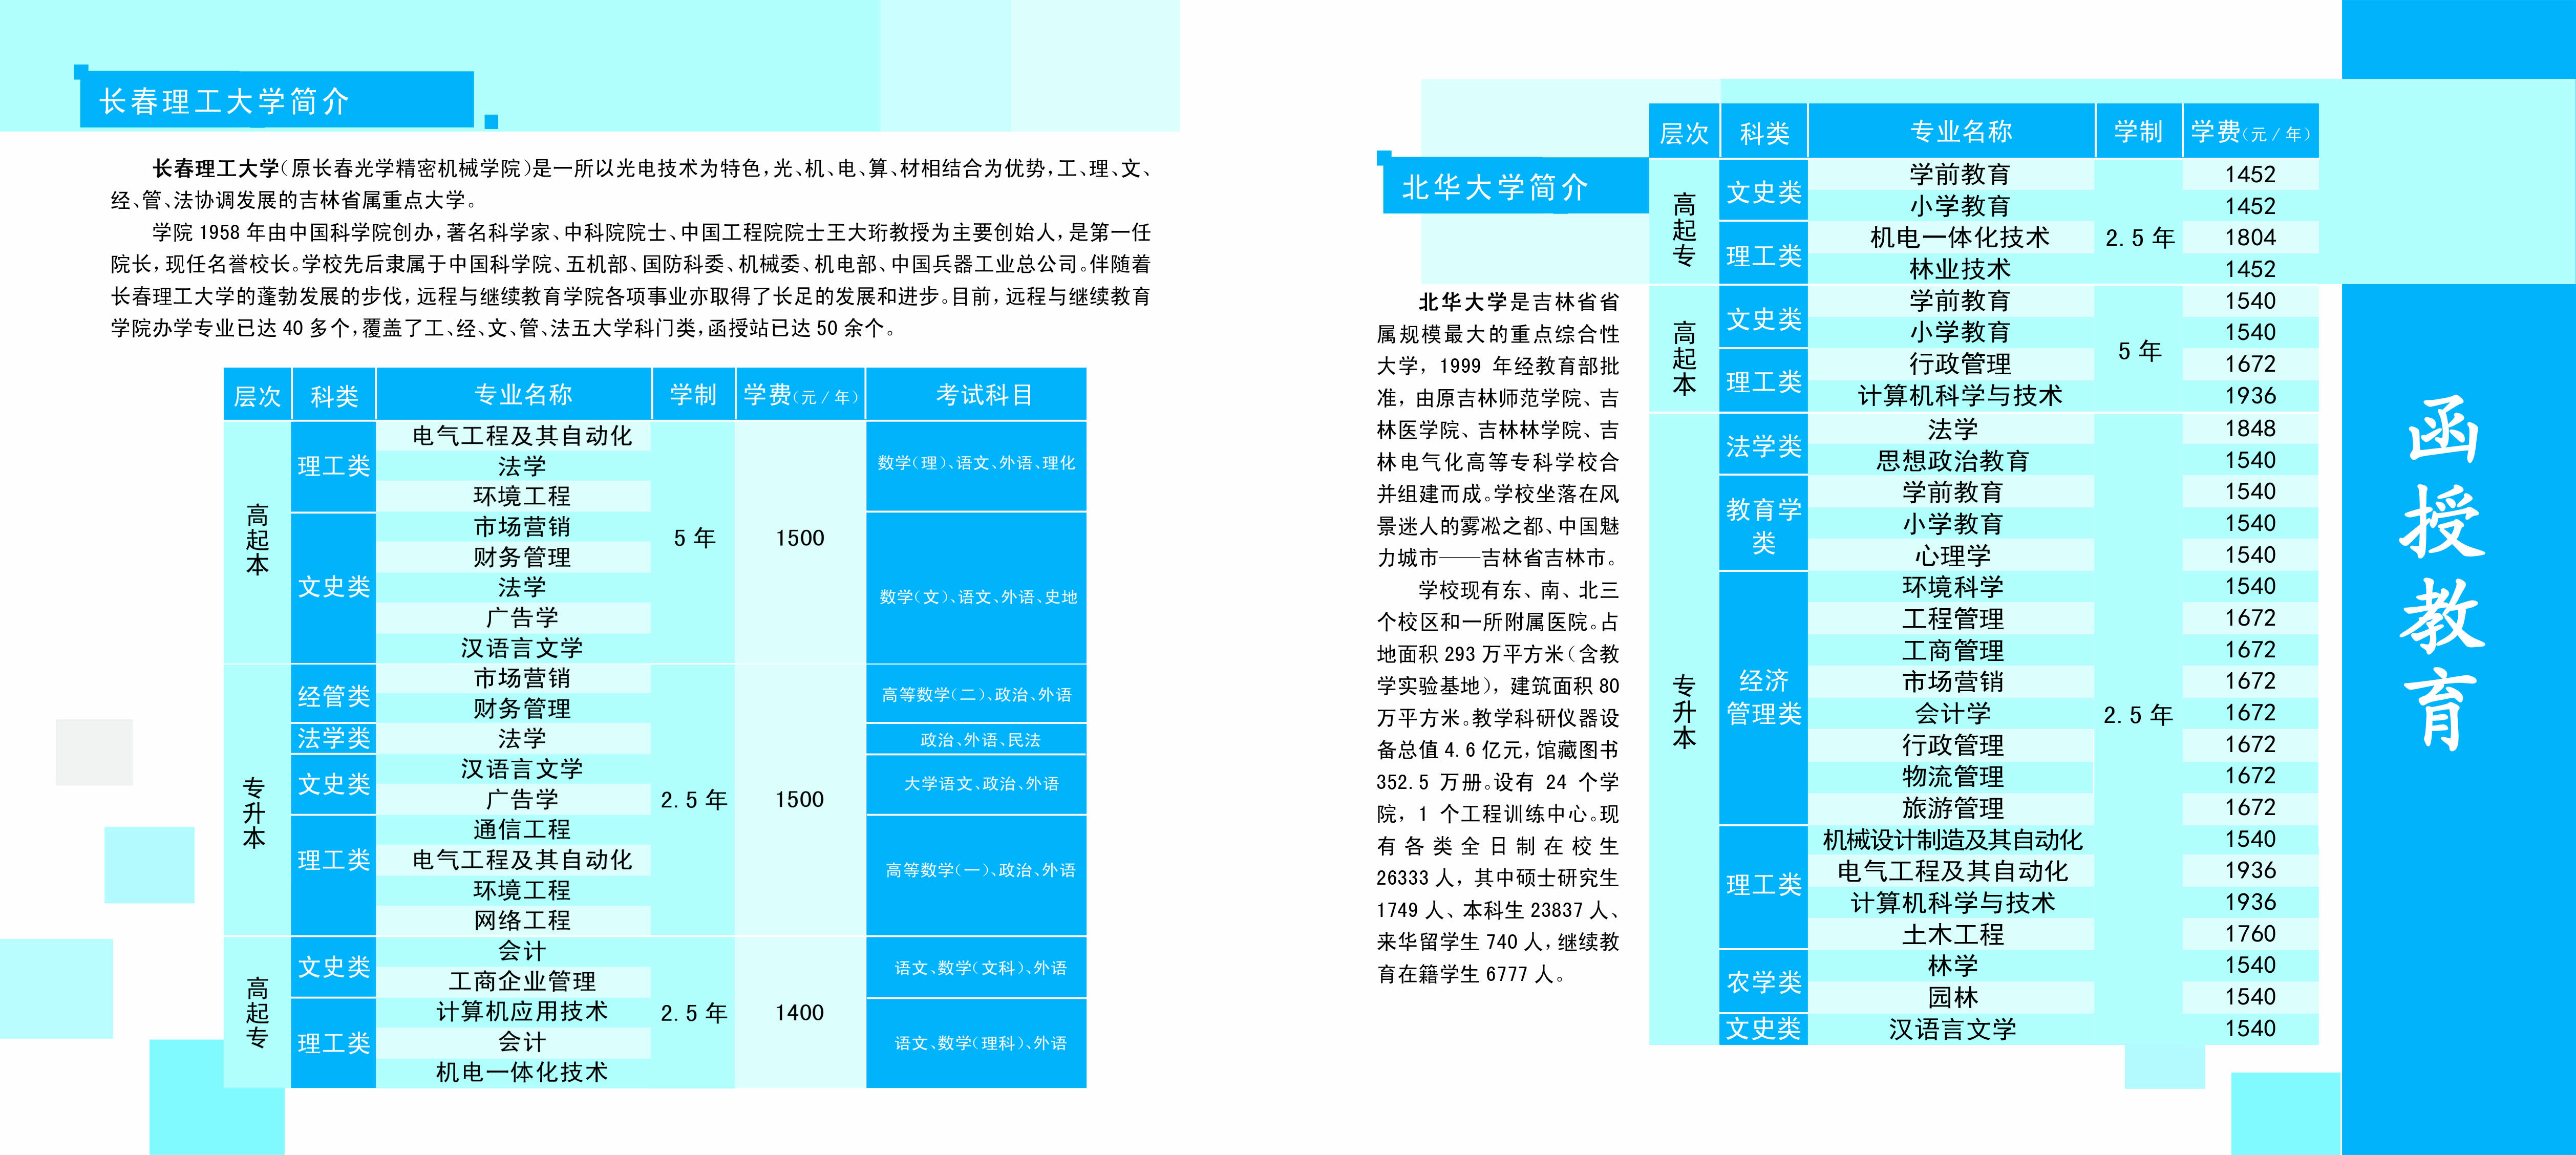 长春理工大学简介
长春理工大学(原长春光学精密机械学院)是一所以光电技术为特色,光、机、电、算、材相结合为优势,工、理、文、
经、管、法协调发展的吉林省属重点大学。
学院 1958 年由中国科学院创办,著名科学家、中科院院士、中国工程院院士王大珩教授为主要创始人,是第一任
院长,现任名誉校长。学校先后隶属于中国科学院、五机部、国防科委、机械委、机电部、中国兵器工业总公司。伴随着
长春理工大学的蓬勃发展的步伐,远程与继续教育学院各项事业亦取得了长足的发展和进步。目前,远程与继续教育
学院办学专业已达 40 多个,覆盖了工、经、文、管、法五大学科门类,函授站已达 50 余个。
层次 科类 专业名称 学制 学费(元/年) 考试科目
高起本 理工类 电气工程及其自动化 5 年 1500 数学(理)、语文、外语、理化
法学
环境工程
文史类 市场营销 数学(文)、语文、外语、史地
财务管理
法学
广告学
汉语言文学
专升本 经管类 市场营销 2.5 年 1500 高等数学(二)、政治、外语
财务管理
法学类 法学 政治、外语、民法
文史类 汉语言文学 大学语文、政治、外语
广告学
理工类 通信工程 高等数学(一)、政治、外语
电气工程及其自动化
环境工程
网络工程
高起专 文史类 会计 2.5 年 1400 语文、数学(文科)、外语
工商企业管理
理工类 计算机应用技术 语文、数学(理科)、外语
会计
机电一体化技术
北华大学简介
北华大学是吉林省省
属规模最大的重点综合性
大学, 1999 年经教育部批
准, 由原吉林师范学院、吉
林医学院、吉林林学院、吉
林电气化高等专科学校合
并组建而成。学校坐落在风
景迷人的雾凇之都、中国魅
力城市——吉林省吉林市。
学校现有东、南、北三
个校区和一所附属医院。占
地面积 293 万平方米(含教
学实验基地), 建筑面积 80
万平方米。教学科研仪器设
备总值 4.6 亿元,馆藏图书
352.5 万册。设有 24 个学
院, 1 个工程训练中心。现
有各类全日制在校生
26333 人, 其中硕士研究生
1749 人、本科生 23837 人、
来华留学生 740 人,继续教
育在籍学生 6777 人。
层次 科类 专业名称 学制 学费(元/年)
高起专 文史类 学前教育 2.5 年 1452
小学教育 1452
理工类 机电一体化技术 1804
林业技术 1452
高起本 文史类 学前教育 5 年 1540
小学教育 1540
理工类 行政管理 1672
计算机科学与技术 1936
专升本 法学类 法学 2.5 年 1848
思想政治教育 1540
教育学类 学前教育 1540
小学教育 1540
心理学 1540
经济管理类 环境科学 1540
工程管理 1672
工商管理 1672
市场营销 1672
会计学 1672
行政管理 1672
物流管理 1672
旅游管理 1672
理工类 机械设计制造及其自动化 1540
电气工程及其自动化 1936
计算机科学与技术 1936
土木工程 1760
农学类 林学 1540
园林 1540
文史类 汉语言文学 1540
函授教育